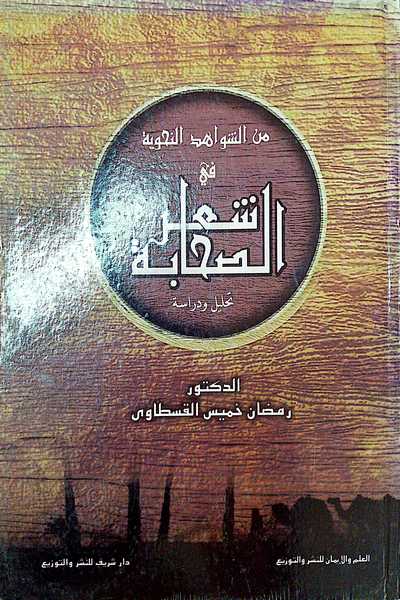 من الشواهد النحوية
في
شعر
الصحابة
تحليل ودراسة
الدكتور
رمضان خميس القسطاوى
العلم والإيمان للنشر والتوزيع
دار شريف للنشر والتوزيع